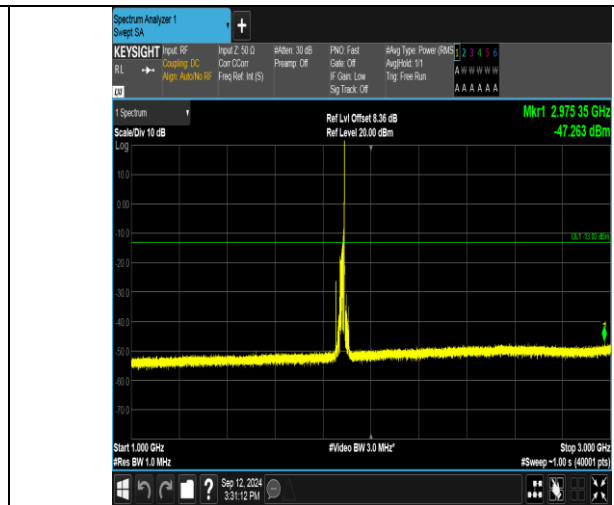 Spectrum Analyzer 1
Swept SA
+
KEYSIGHT Input: RF Input Z: 50 Ω #Atten: 30 dB PNO: Fast #Avg Type: Power (RMS 1 2 3 4 5 6
RL Coupling: DC Corr CCorr Preamp: Off Gate: Off Avg|Hold: 1/1 A W W W W W
Align: Auto/No RF Freq Ref: Int (S) IF Gain: Low Trig: Free Run
Sig Track: Off A A A A A A
LXI
1 Spectrum Ref Lvl Offset 8.36 dB Mkr1 2.975 35 GHz
Scale/Div 10 dB Ref Level 20.00 dBm -47.263 dBm
Log
10.0
0.00
-10.0
DL1 -13.00 dBm
-20.0
-30.0
-40.0
1
-50.0
-60.0
-70.0
Start 1.000 GHz #Video BW 3.0 MHz* Stop 3.000 GHz
#Res BW 1.0 MHz #Sweep ~1.00 s (40001 pts)
? Sep 12, 2024
3:31:12 PM